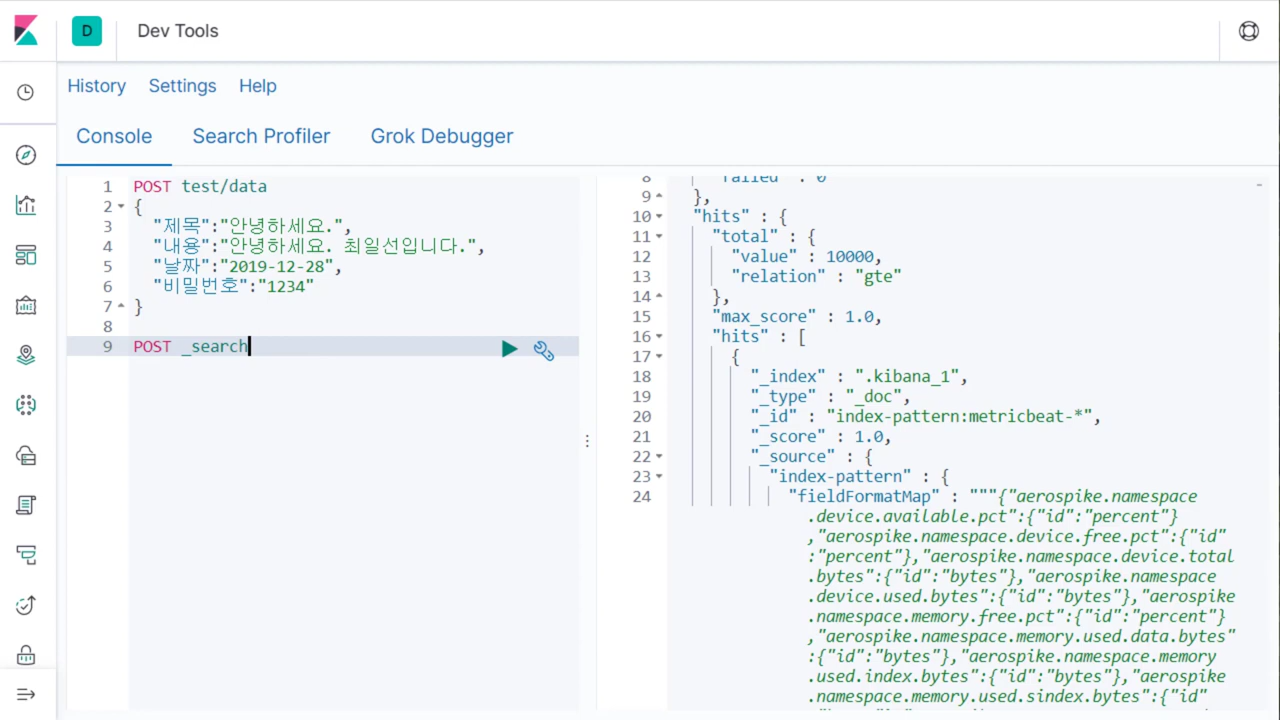 D
Dev Tools
History Settings Help
Console Search Profiler Grok Debugger
1 POST test/data
2 {
3 "제목":"안녕하세요.",
4 "내용":"안녕하세요. 최일선입니다.",
5 "날짜":"2019-12-28",
6 "비밀번호":"1234"
7 }
8
9 POST _search
8 "failed" : 0
9 },
10 "hits" : {
11 "total" : {
12 "value" : 10000,
13 "relation" : "gte"
14 },
15 "max_score" : 1.0,
16 "hits" : [
17 {
18 "_index" : ".kibana_1",
19 "_type" : "_doc",
20 "_id" : "index-pattern:metricbeat-*",
21 "_score" : 1.0,
22 "_source" : {
23 "index-pattern" : {
24 "fieldFormatMap" : """{"aerospike.namespace
.device.available.pct":{"id":"percent"}
,"aerospike.namespace.device.free.pct":{"id"
:"percent"},"aerospike.namespace.device.total
.bytes":{"id":"bytes"},"aerospike.namespace
.device.used.bytes":{"id":"bytes"},"aerospike
.namespace.memory.free.pct":{"id":"percent"}
,"aerospike.namespace.memory.used.data.bytes"
:{"id":"bytes"},"aerospike.namespace.memory
.used.index.bytes":{"id":"bytes"},"aerospike
.namespace.memory.used.sindex.bytes":{"id"